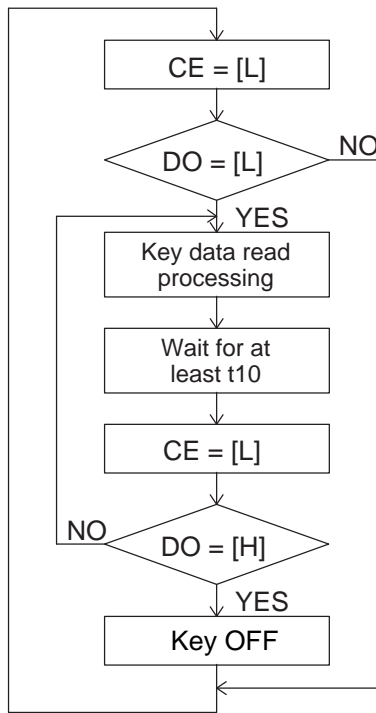 CE = [L]
DO = [L]
NO
YES
Key data read
processing
Wait for at
least t10
CE = [L]
NO
DO = [H]
YES
Key OFF